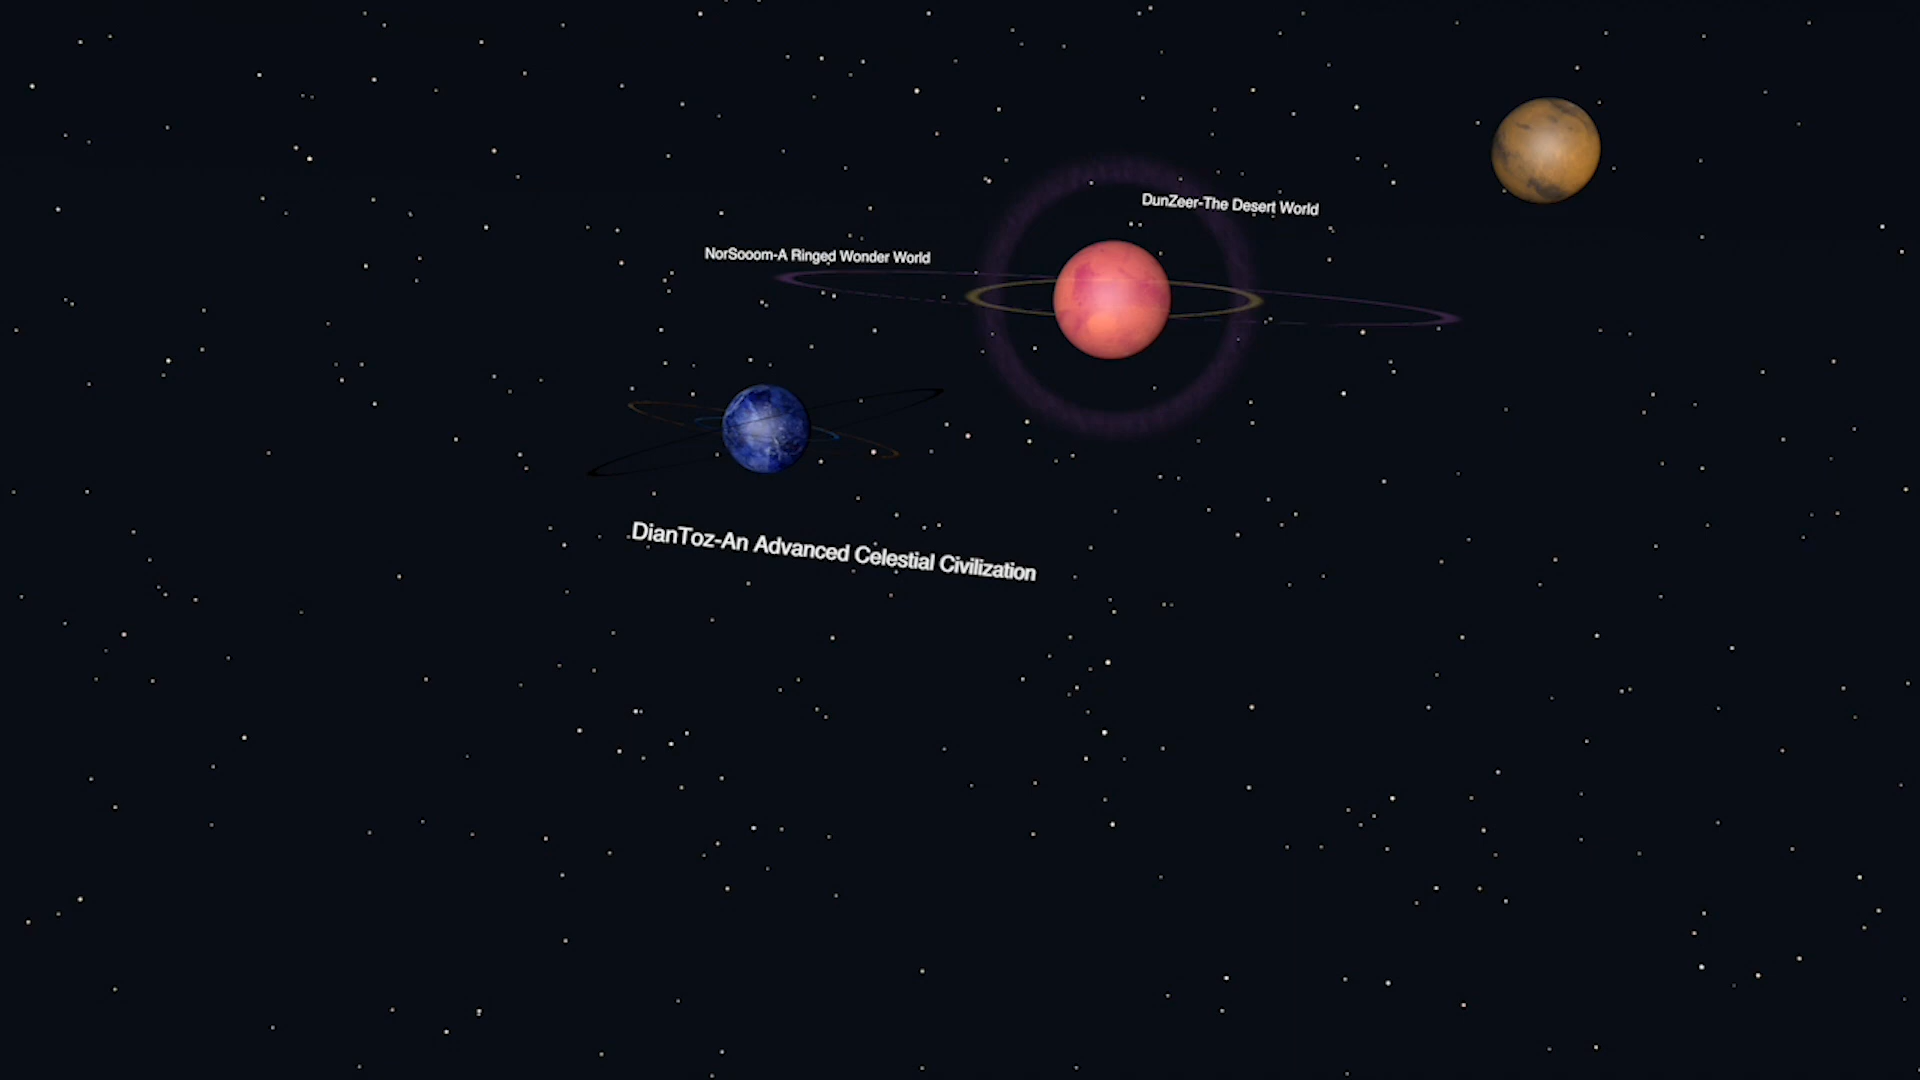 DunZeer-The Desert World
NorSooom-A Ringed Wonder World
DianToz-An Advanced Celestial Civilization